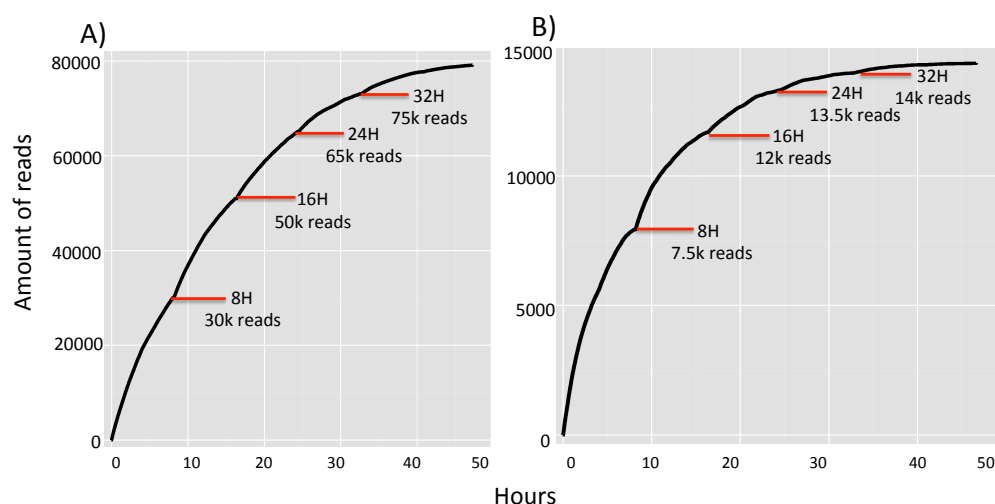 A)
Amount of reads
80000
60000
40000
20000
0
32H
75k reads
24H
65k reads
16H
50k reads
8H
30k reads
0 10 20 30 40 50
B)
15000
10000
5000
0
32H
14k reads
24H
13.5k reads
16H
12k reads
8H
7.5k reads
0 10 20 30 40 50
Hours